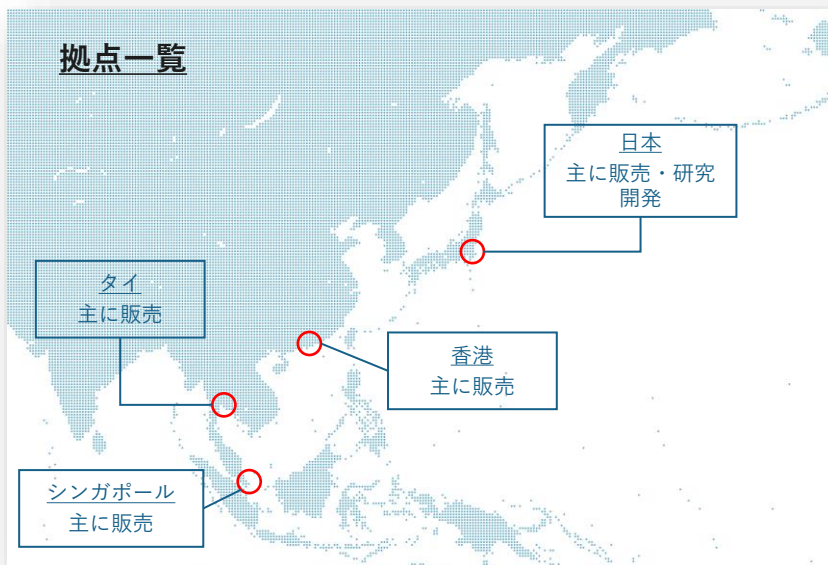 拠点一覧
日本
主に販売・研究
開発
タイ
主に販売
香港
主に販売
シンガポール
主に販売